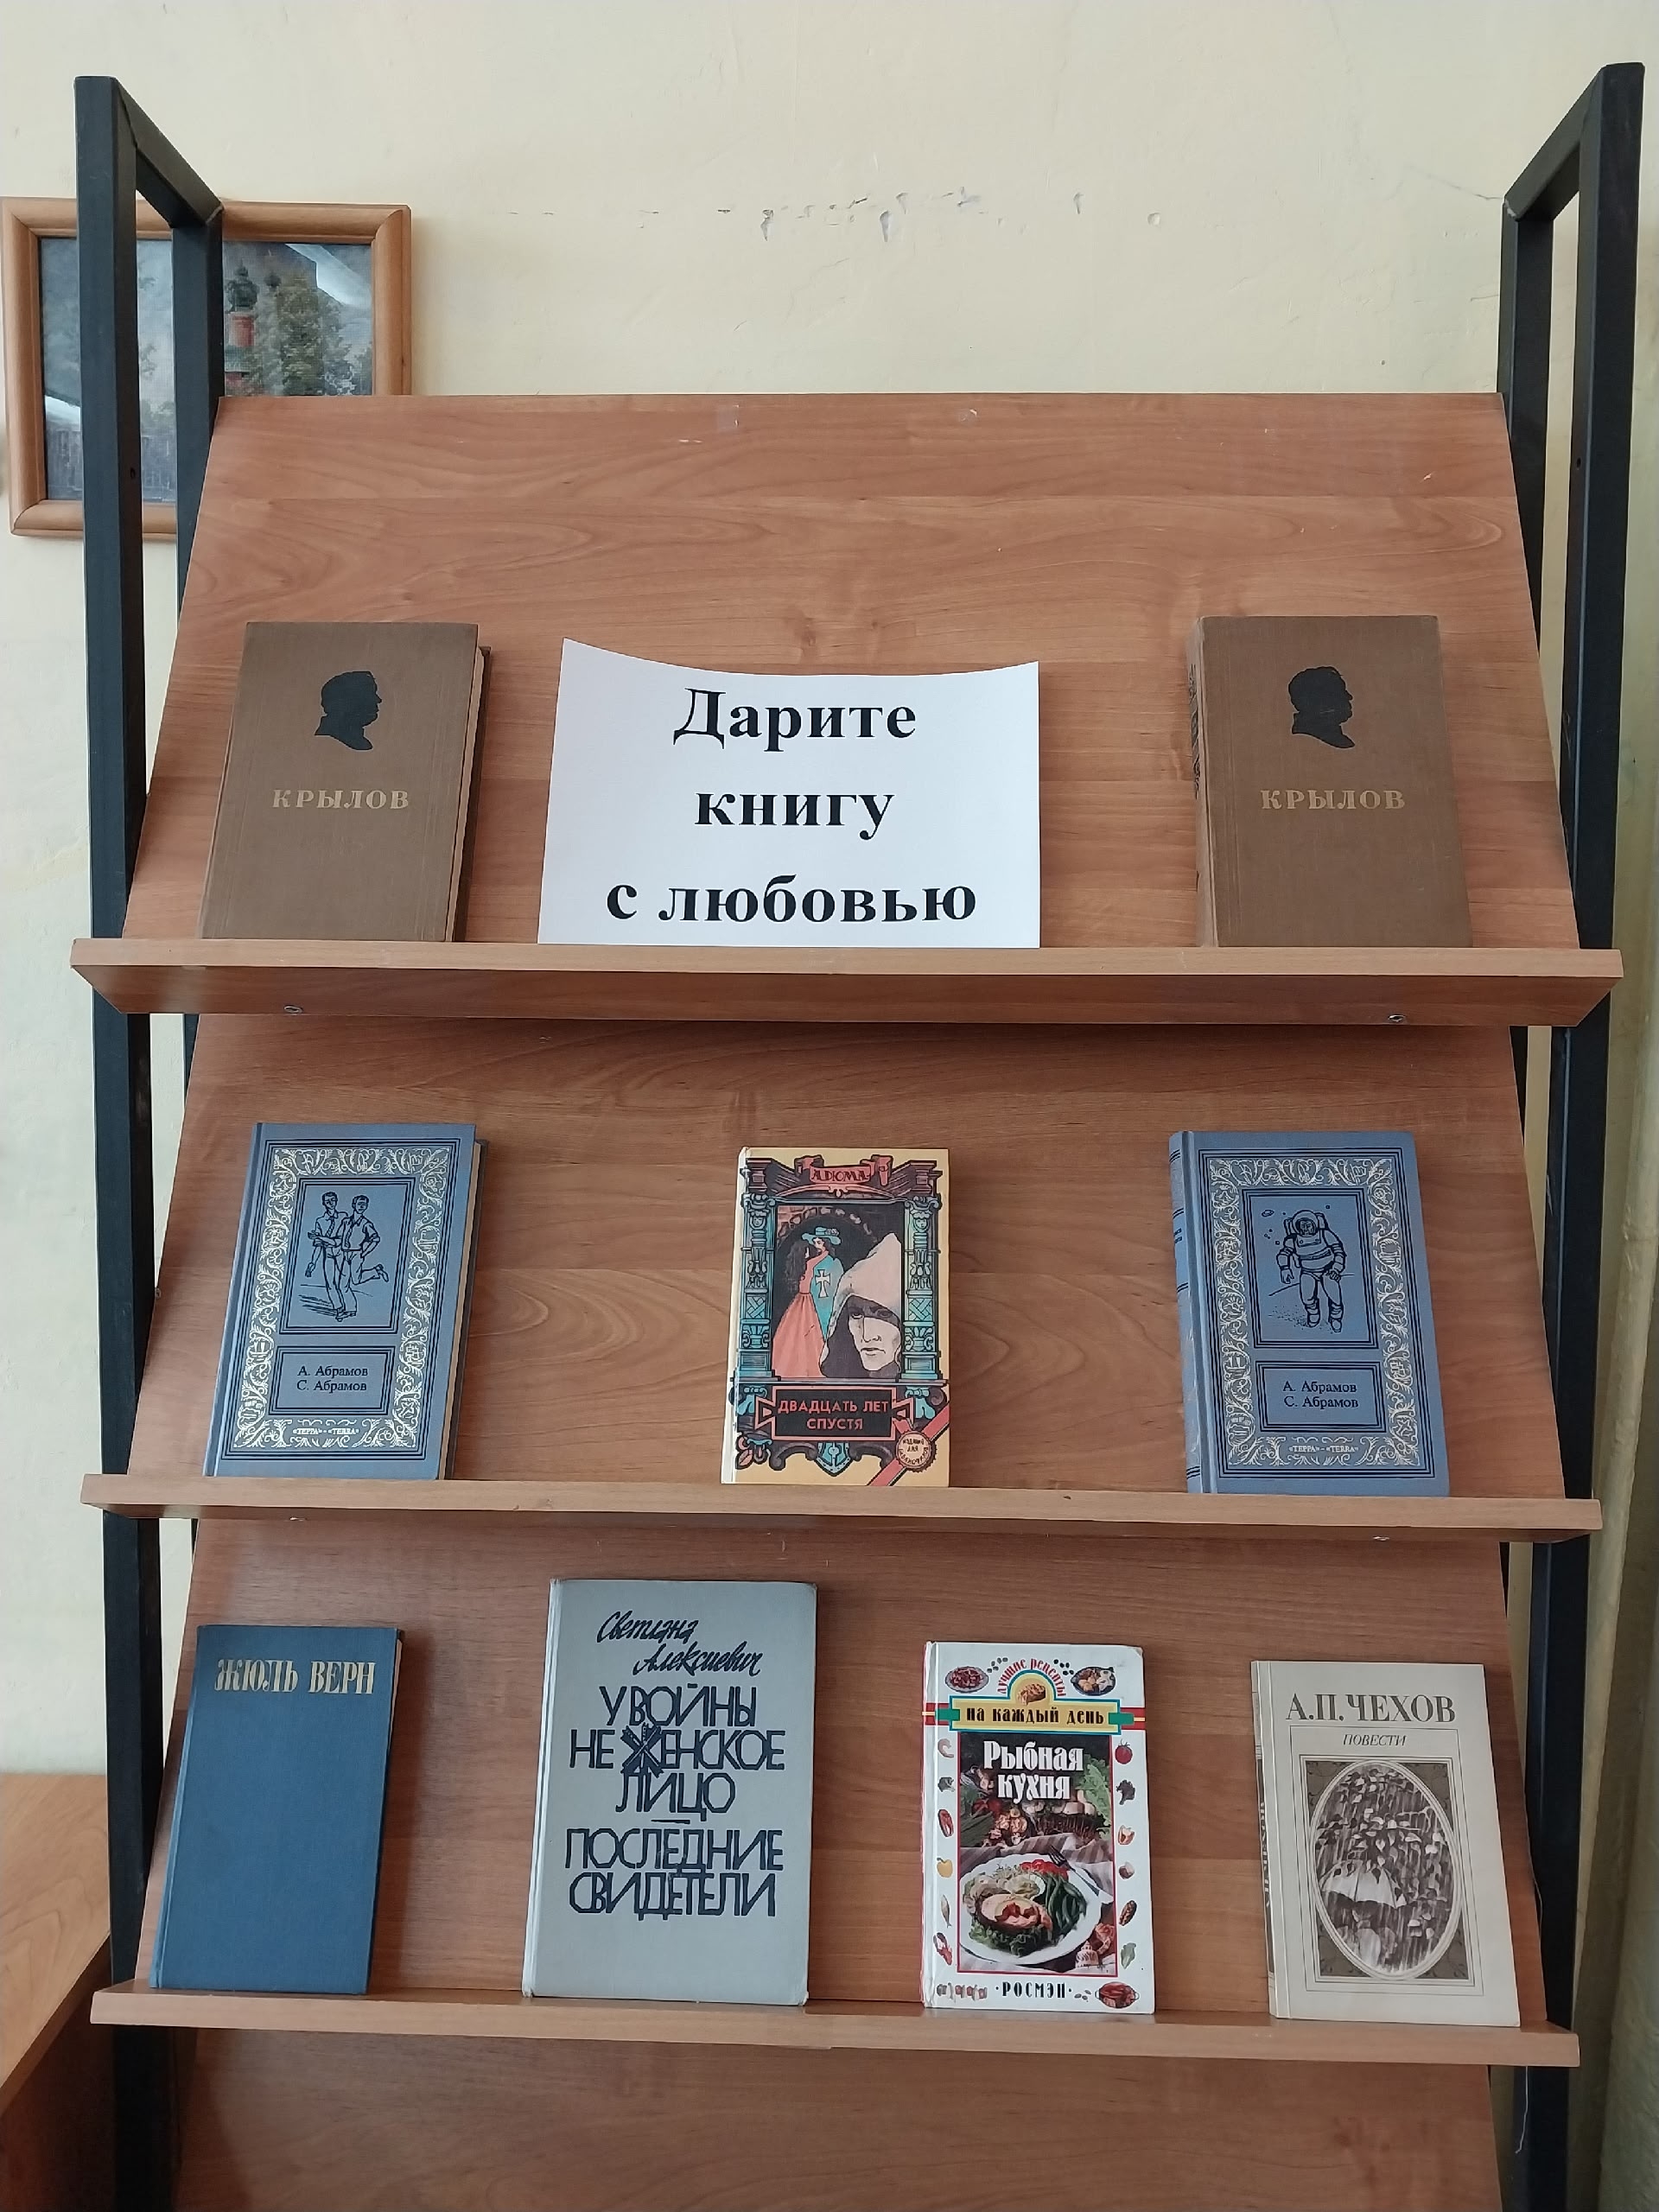 КРЫЛОВ
Дарите
книгу
с любовью
КРЫЛОВ
А. Абрамов
С. Абрамов
«ТЕРРА»-«TERRA»
А.ДЮМА
ДВАДЦАТЬ ЛЕТ
СПУСТЯ
А. Абрамов
С. Абрамов
«ТЕРРА»-«TERRA»
ЖЮЛЬ ВЕРН
Светлана
Алексиевич
У ВОЙНЫ
НЕ ЖЕНСКОЕ
ЛИЦО
ПОСЛЕДНИЕ
СВИДЕТЕЛИ
ЛУЧШИЕ РЕЦЕПТЫ
НА КАЖДЫЙ ДЕНЬ
Рыбная
кухня
·РОСМЭН·
А.П.ЧЕХОВ
ПОВЕСТИ